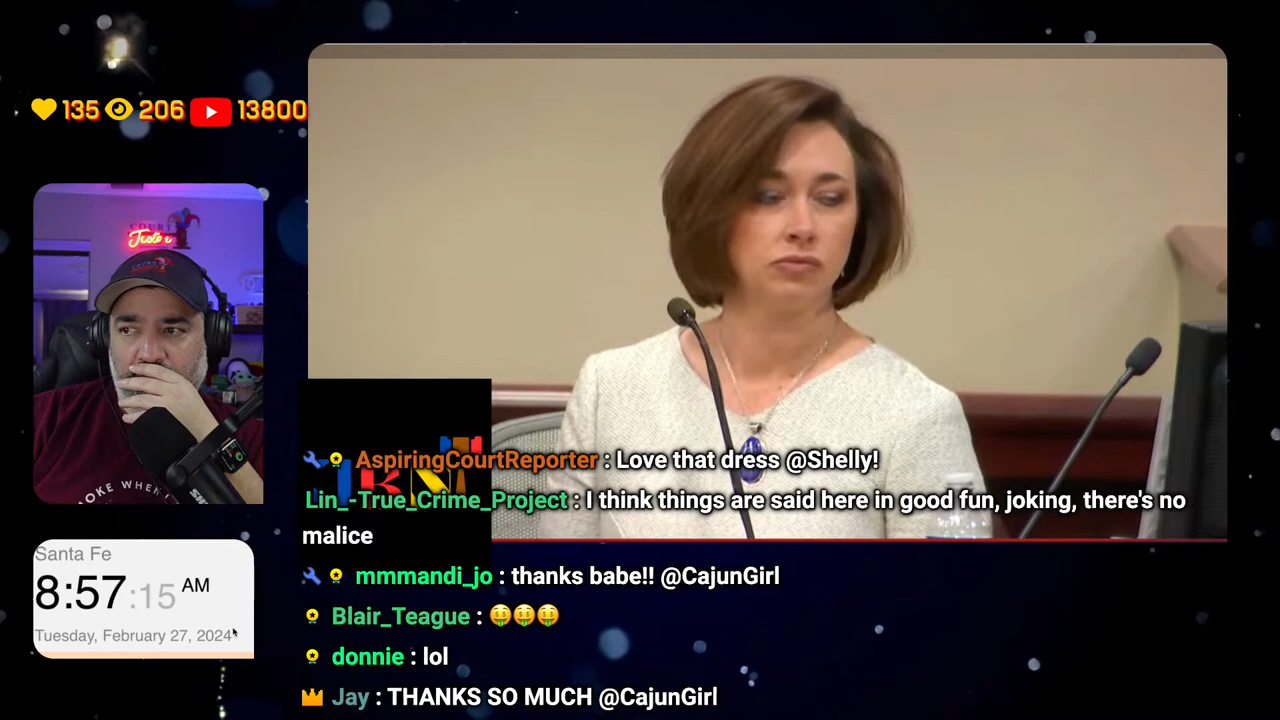 135 206 13800
COURT
Jester
AspiringCourtReporter : Love that dress @Shelly!
Lin_-True_Crime_Project : I think things are said here in good fun, joking, there's no
malice
mmmandi_jo : thanks babe!! @CajunGirl
Blair_Teague : 🤑🤑🤑
donnie : lol
Jay : THANKS SO MUCH @CajunGirl
Santa Fe
8:57:15 AM
Tuesday, February 27, 2024